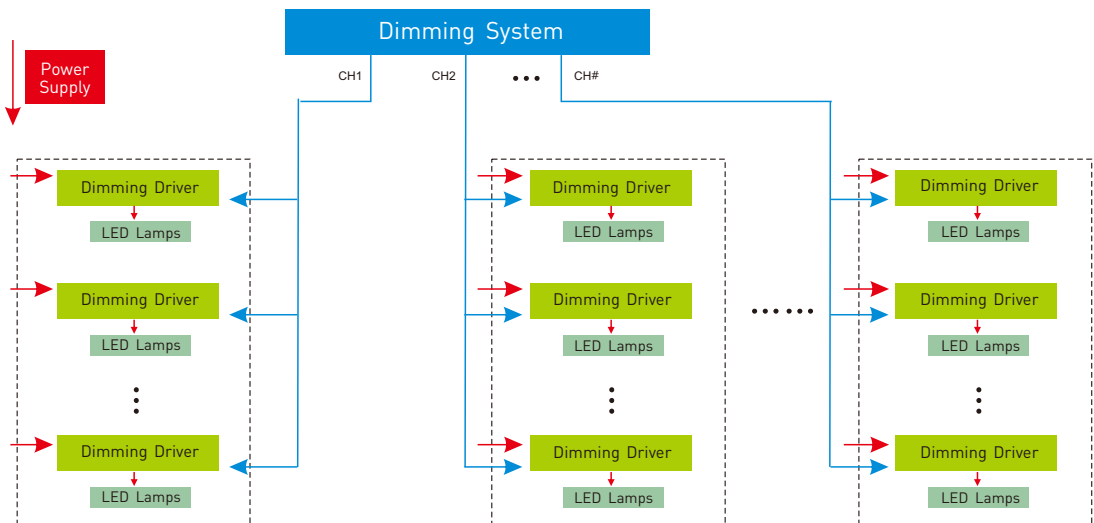 Dimming System
Power
Supply
CH1
CH2
CH#
Dimming Driver
LED Lamps
Dimming Driver
LED Lamps
Dimming Driver
LED Lamps
Dimming Driver
LED Lamps
Dimming Driver
LED Lamps
Dimming Driver
LED Lamps
Dimming Driver
LED Lamps
Dimming Driver
LED Lamps
Dimming Driver
LED Lamps